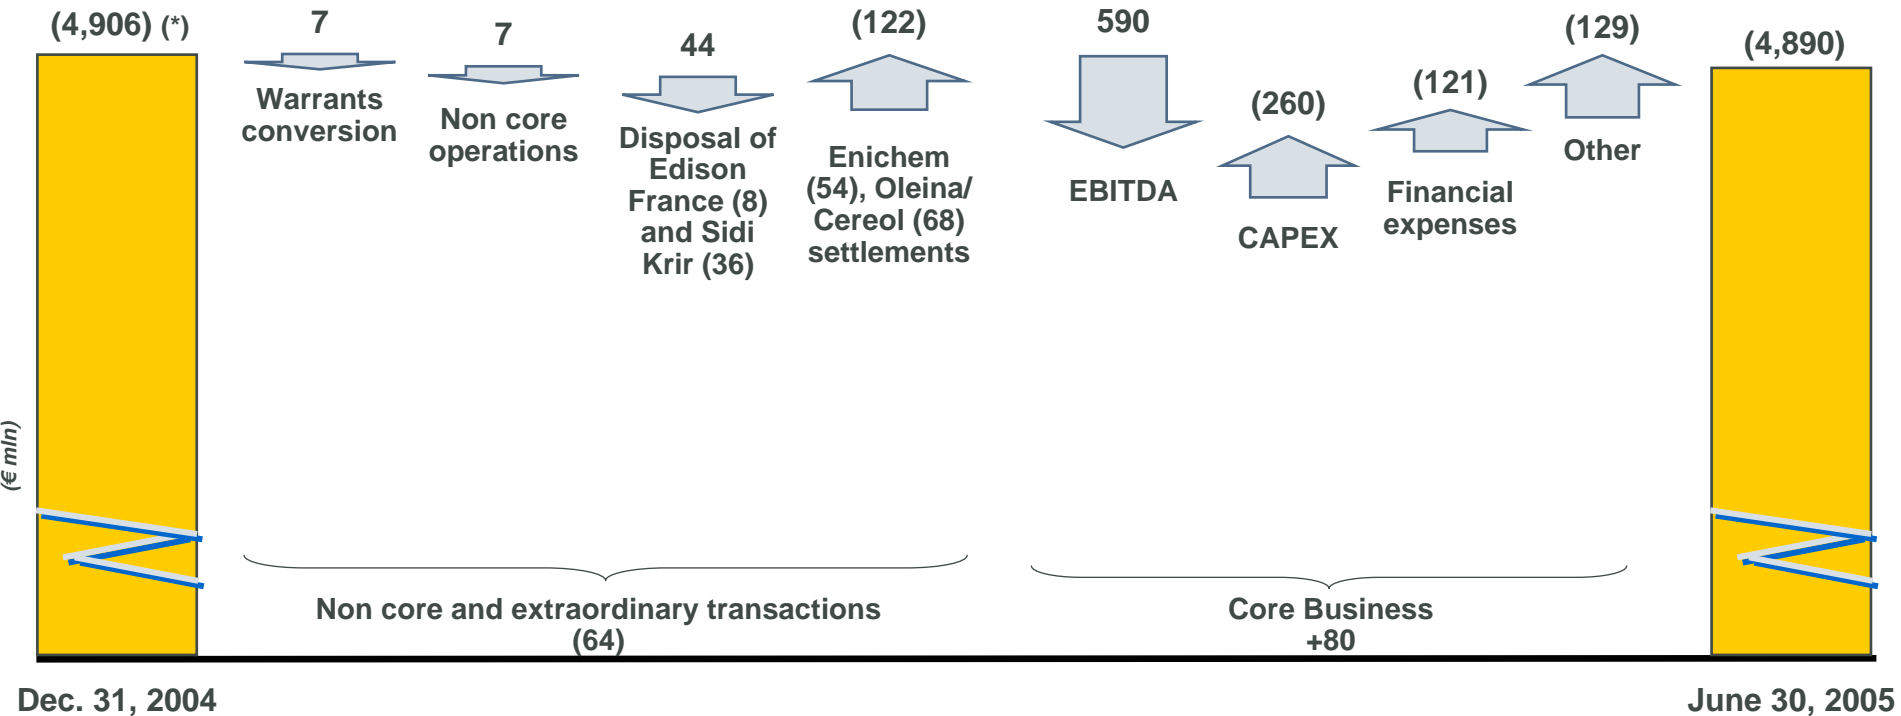 (4,906) (*)
7
7
44
(122)
590
(260)
(121)
(129)
(4,890)
Warrants
conversion
Non core
operations
Disposal of
Edison
France (8)
and Sidi
Krir (36)
Enichem
(54), Oleina/
Cereol (68)
settlements
EBITDA
CAPEX
Financial
expenses
Other
(€ mln)
Non core and extraordinary transactions
(64)
Core Business
+80
Dec. 31, 2004
June 30, 2005